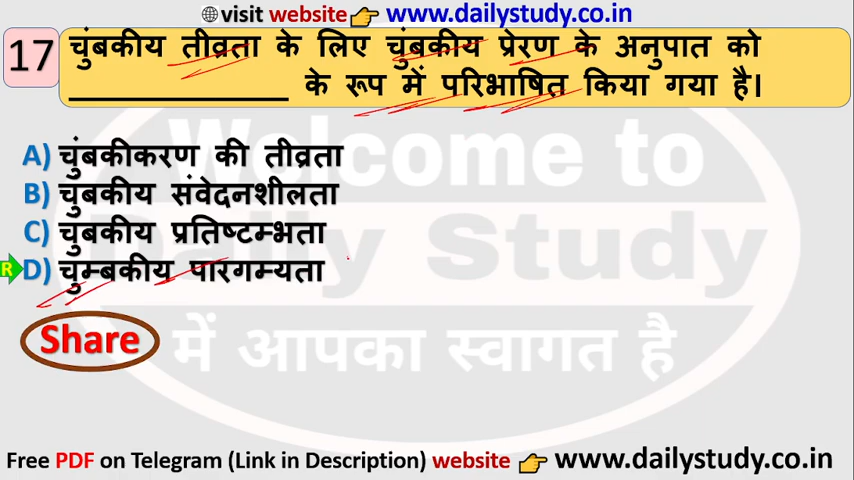 visit website 👉 www.dailystudy.co.in
17 चुंबकीय तीव्रता के लिए चुंबकीय प्रेरण के अनुपात को
____________ के रूप में परिभाषित किया गया है।
Welcome to
A) चुंबकीकरण की तीव्रता
B) चुंबकीय संवेदनशीलता
C) चुंबकीय प्रतिष्टम्भता
Daily Study
R D) चुम्बकीय पारगम्यता
Share
में आपका स्वागत है
Free PDF on Telegram (Link in Description) website 👉 www.dailystudy.co.in